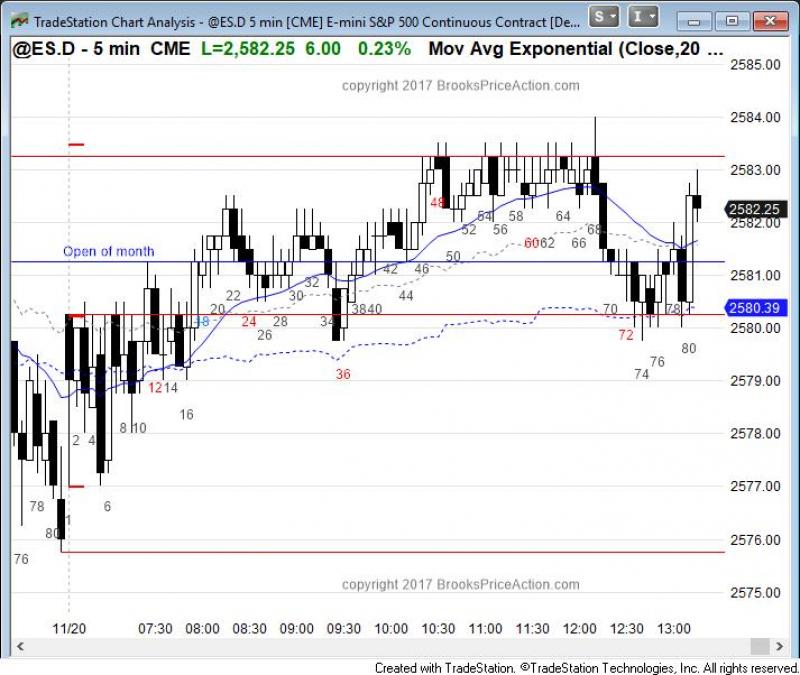 TradeStation Chart Analysis - @ES.D 5 min [CME] E-mini S&P 500 Continuous Contract [De...
S
I
@ES.D - 5 min CME L=2,582.25 6.00 0.23% Mov Avg Exponential (Close,20 ...
copyright 2017 BrooksPriceAction.com
2585.00
2584.00
2583.00
2582.25
2582.00
2581.00
2580.39
2580.00
2579.00
2578.00
2577.00
2576.00
2575.00
Open of month
48
54 58 64
52 56 60 62 66 68
50
42 46
32 44
30
22
20 38 40
18 24 28 34
26
36
12 14
16
8 10
2 4
6
78
80 1
76
70 78
72
80
76
74
copyright 2017 BrooksPriceAction.com
11/20 07:30 08:00 08:30 09:00 09:30 10:00 10:30 11:00 11:30 12:00 12:30 13:00
Created with TradeStation. ©TradeStation Technologies, Inc. All rights reserved.